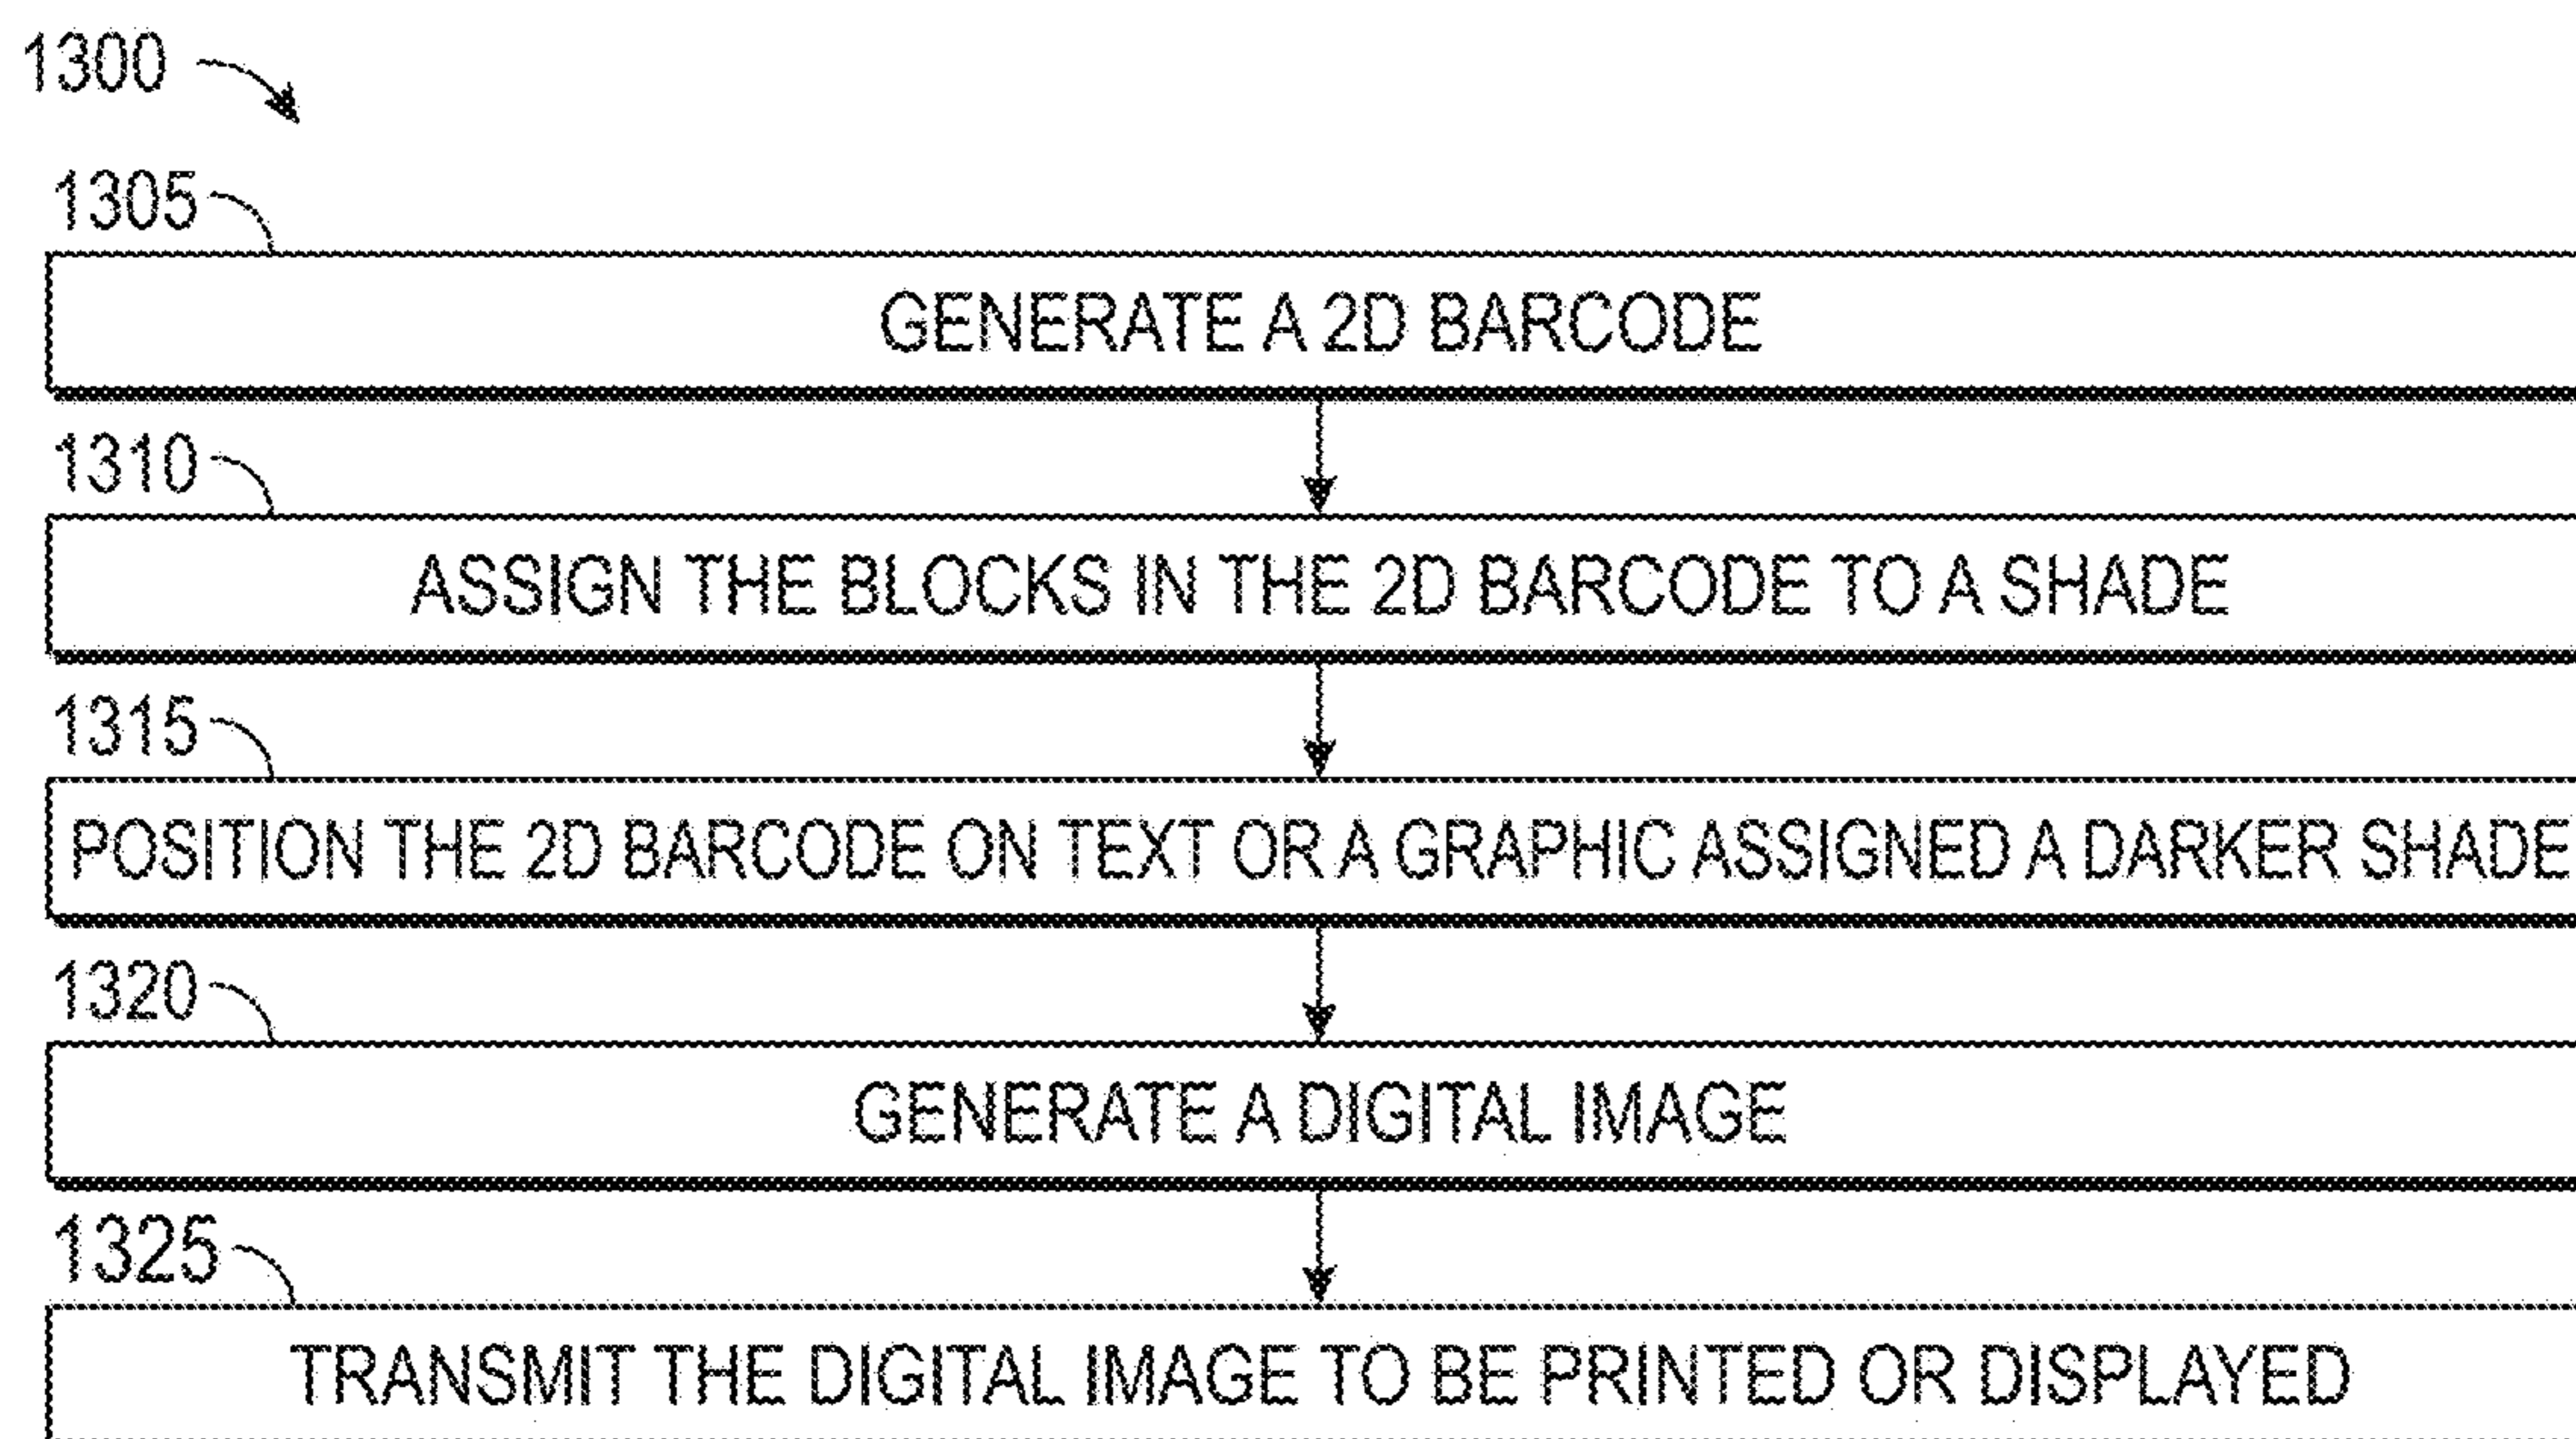 1300
1305
GENERATE A 2D BARCODE
1310
ASSIGN THE BLOCKS IN THE 2D BARCODE TO A SHADE
1315
POSITION THE 2D BARCODE ON TEXT OR A GRAPHIC ASSIGNED A DARKER SHADE
1320
GENERATE A DIGITAL IMAGE
1325
TRANSMIT THE DIGITAL IMAGE TO BE PRINTED OR DISPLAYED